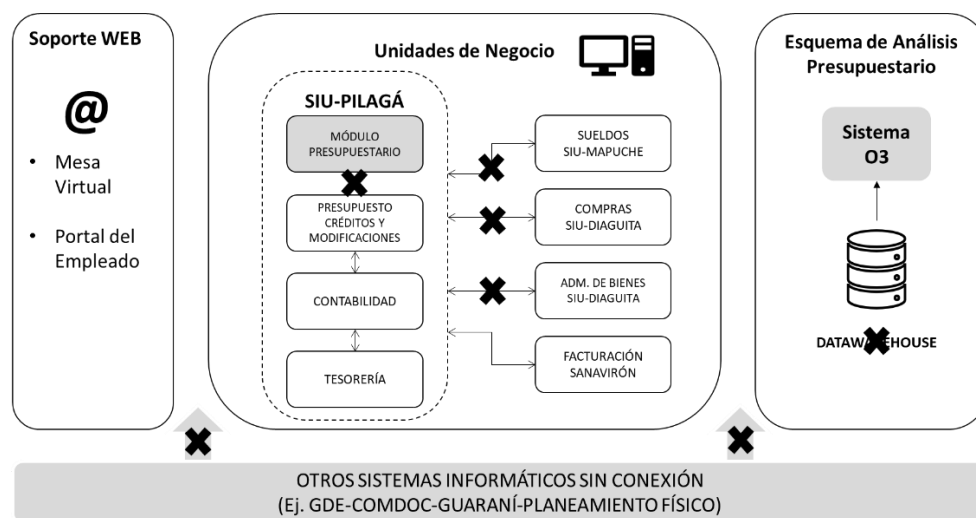 Soporte WEB
@
• Mesa
Virtual
• Portal del
Empleado
Unidades de Negocio
SIU-PILAGÁ
MÓDULO
PRESUPUESTARIO
PRESUPUESTO
CRÉDITOS Y
MODIFICACIONES
CONTABILIDAD
TESORERÍA
SUELDOS
SIU-MAPUCHE
COMPRAS
SIU-DIAGUITA
ADM. DE BIENES
SIU-DIAGUITA
FACTURACIÓN
SANAVIRÓN
Esquema de Análisis
Presupuestario
Sistema
O3
DATAWAREHOUSE
OTROS SISTEMAS INFORMÁTICOS SIN CONEXIÓN
(Ej. GDE-COMDOC-GUARANÍ-PLANEAMIENTO FÍSICO)